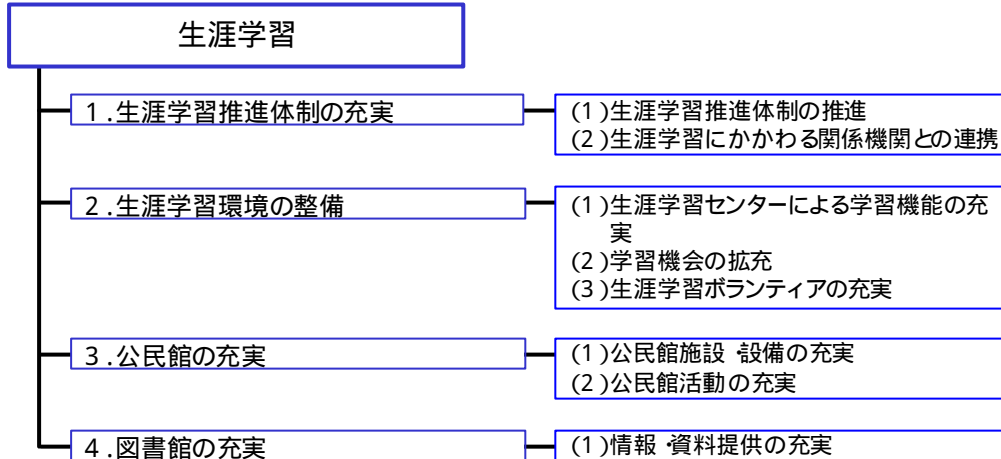 生涯学習
1.生涯学習推進体制の充実
(1)生涯学習推進体制の推進
(2)生涯学習にかかわる関係機関との連携
2.生涯学習環境の整備
(1)生涯学習センターによる学習機能の充
実
(2)学習機会の拡充
(3)生涯学習ボランティアの充実
3.公民館の充実
(1)公民館施設・設備の充実
(2)公民館活動の充実
4.図書館の充実
(1)情報・資料提供の充実